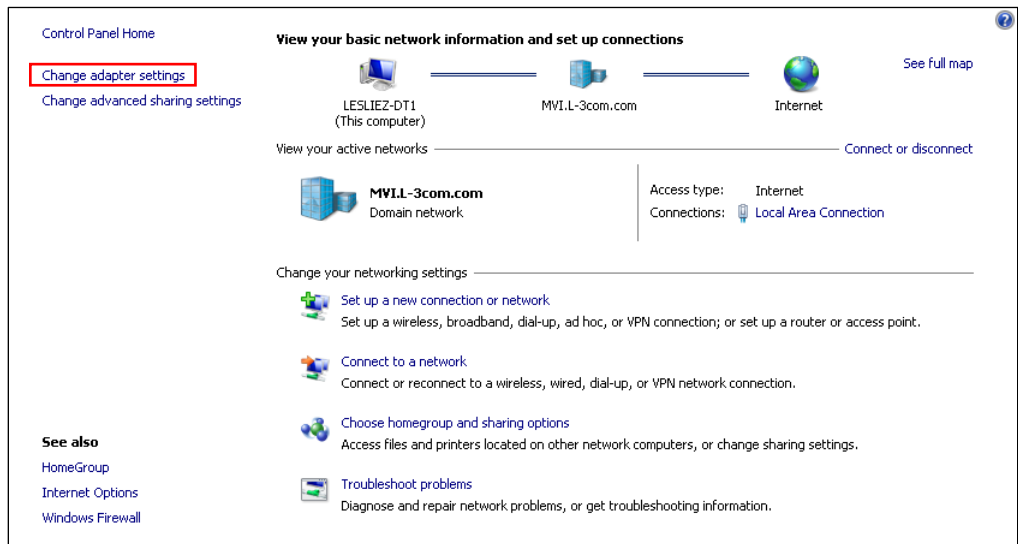 Control Panel Home
Change adapter settings
Change advanced sharing settings
View your basic network information and set up connections
See full map
LESLIEZ-DT1
(This computer)
MVI.L-3com.com
Internet
View your active networks
Connect or disconnect
MVI.L-3com.com
Domain network
Access type: Internet
Connections: Local Area Connection
Change your networking settings
Set up a new connection or network
Set up a wireless, broadband, dial-up, ad hoc, or VPN connection; or set up a router or access point.
Connect to a network
Connect or reconnect to a wireless, wired, dial-up, or VPN network connection.
Choose homegroup and sharing options
Access files and printers located on other network computers, or change sharing settings.
Troubleshoot problems
Diagnose and repair network problems, or get troubleshooting information.
See also
HomeGroup
Internet Options
Windows Firewall